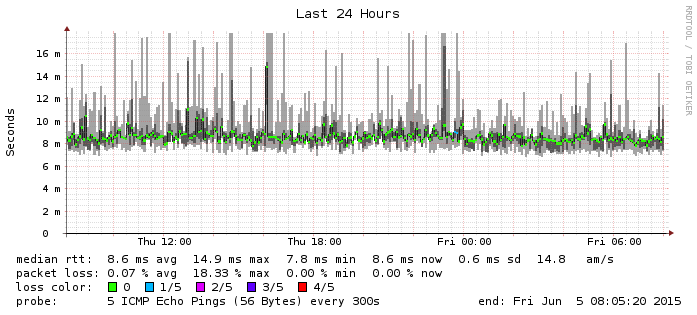 Last 24 Hours
RRDTOOL / TOBI OETIKER
Seconds
16 m
14 m
12 m
10 m
8 m
6 m
4 m
2 m
0
Thu 12:00 Thu 18:00 Fri 00:00 Fri 06:00
median rtt: 8.6 ms avg 14.9 ms max 7.8 ms min 8.6 ms now 0.6 ms sd 14.8 am/s
packet loss: 0.07 % avg 18.33 % max 0.00 % min 0.00 % now
loss color: 0 1/5 2/5 3/5 4/5
probe: 5 ICMP Echo Pings (56 Bytes) every 300s end: Fri Jun 5 08:05:20 2015